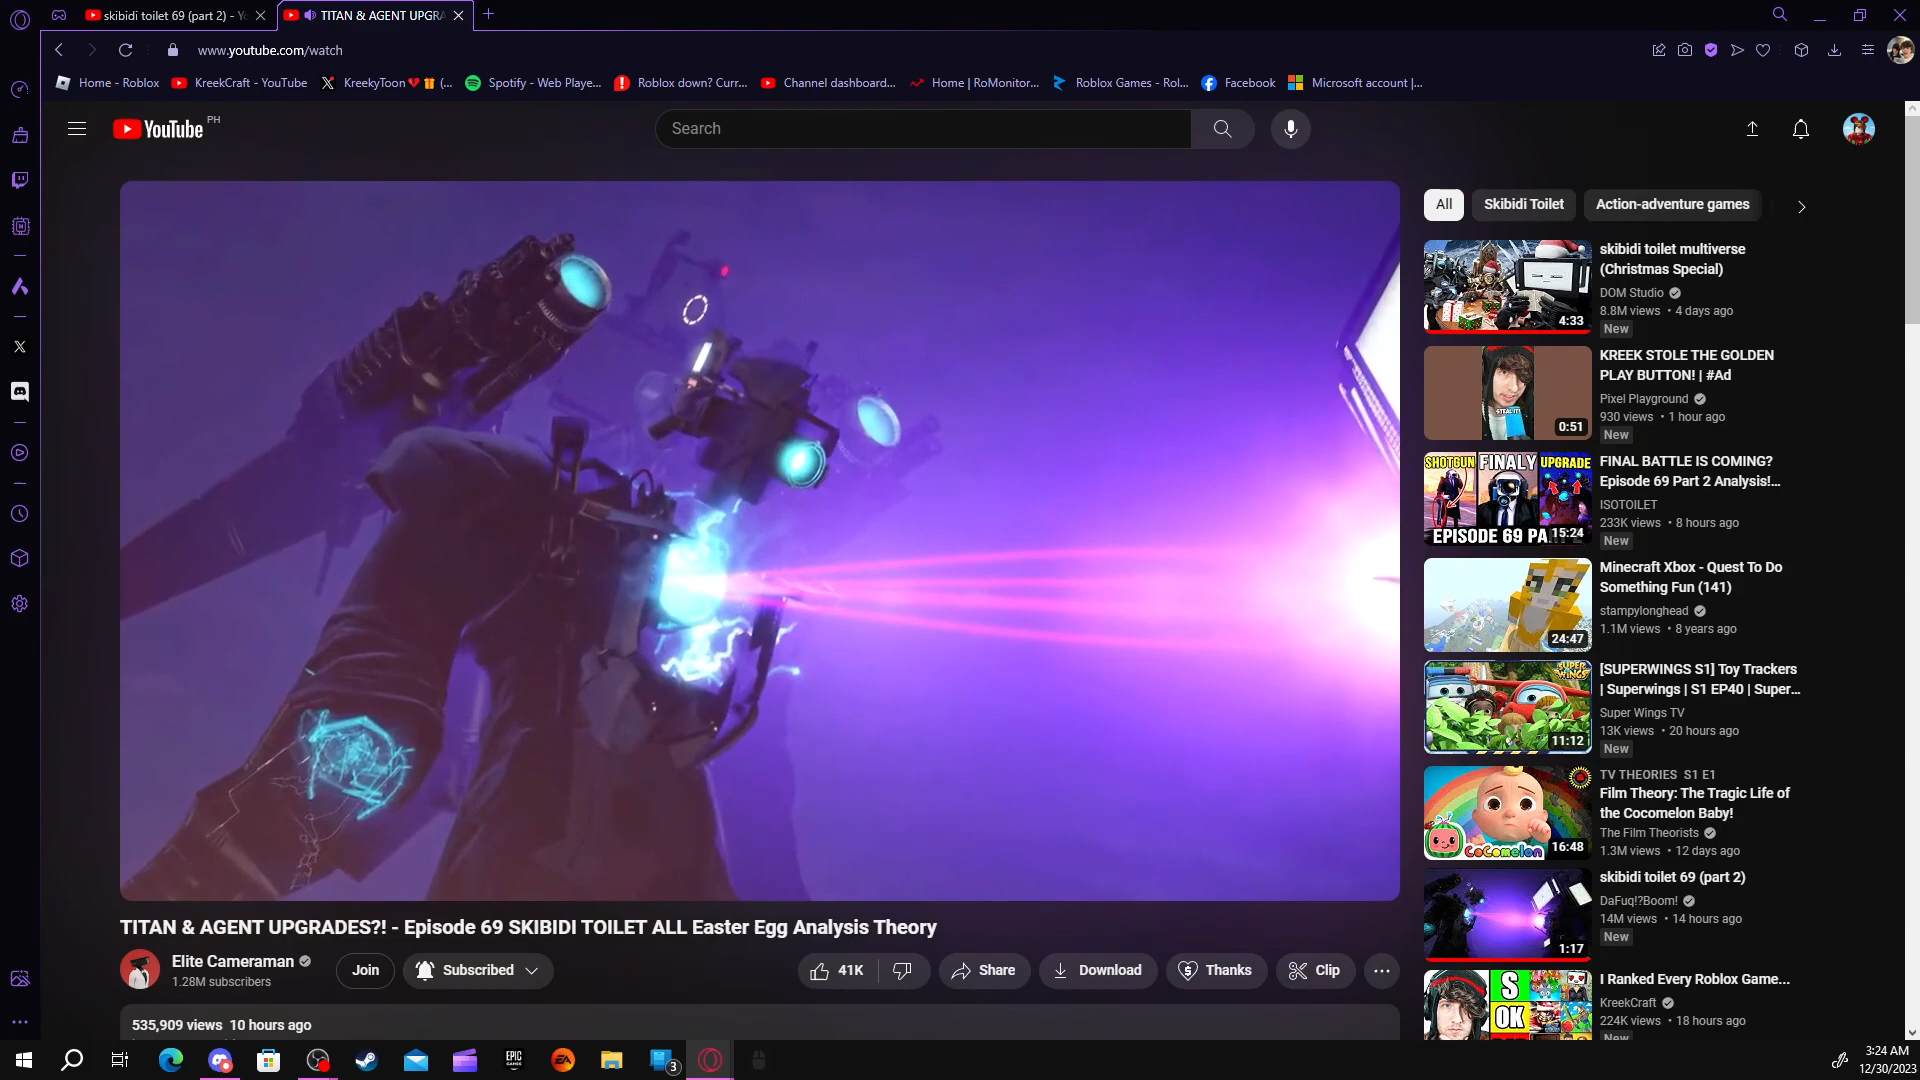 skibidi toilet 69 (part 2) - Yo
TITAN & AGENT UPGRA
www.youtube.com/watch
Home - Roblox
KreekCraft - YouTube
KreekyToon❤️🎁 (...
Spotify - Web Playe...
Roblox down? Curr...
Channel dashboard...
Home | RoMonitor...
Roblox Games - Rol...
Facebook
Microsoft account |...
YouTube PH
Search
All
Skibidi Toilet
Action-adventure games
skibidi toilet multiverse
(Christmas Special)
DOM Studio
8.8M views • 4 days ago
New
4:33
KREEK STOLE THE GOLDEN
PLAY BUTTON! | #Ad
Pixel Playground
930 views • 1 hour ago
New
STEAL IT!
0:51
SHOTGUN FINALY UPGRADE
EPISODE 69 PA
15:24
FINAL BATTLE IS COMING?
Episode 69 Part 2 Analysis!...
ISOTOILET
233K views • 8 hours ago
New
Minecraft Xbox - Quest To Do
Something Fun (141)
stampylonghead
1.1M views • 8 years ago
24:47
[SUPERWINGS S1] Toy Trackers
| Superwings | S1 EP40 | Super...
Super Wings TV
13K views • 20 hours ago
New
SUPER WINGS
11:12
TV THEORIES S1 E1
Film Theory: The Tragic Life of
the Cocomelon Baby!
The Film Theorists
1.3M views • 12 days ago
CoComelon
16:48
skibidi toilet 69 (part 2)
DaFuq!?Boom!
14M views • 14 hours ago
New
1:17
I Ranked Every Roblox Game...
KreekCraft
224K views • 18 hours ago
New
S
OK
TITAN & AGENT UPGRADES?! - Episode 69 SKIBIDI TOILET ALL Easter Egg Analysis Theory
Elite Cameraman
1.28M subscribers
Join
Subscribed
41K
Share
Download
Thanks
Clip
535,909 views 10 hours ago
EPIC GAMES
EA
3
3:24 AM
12/30/2023